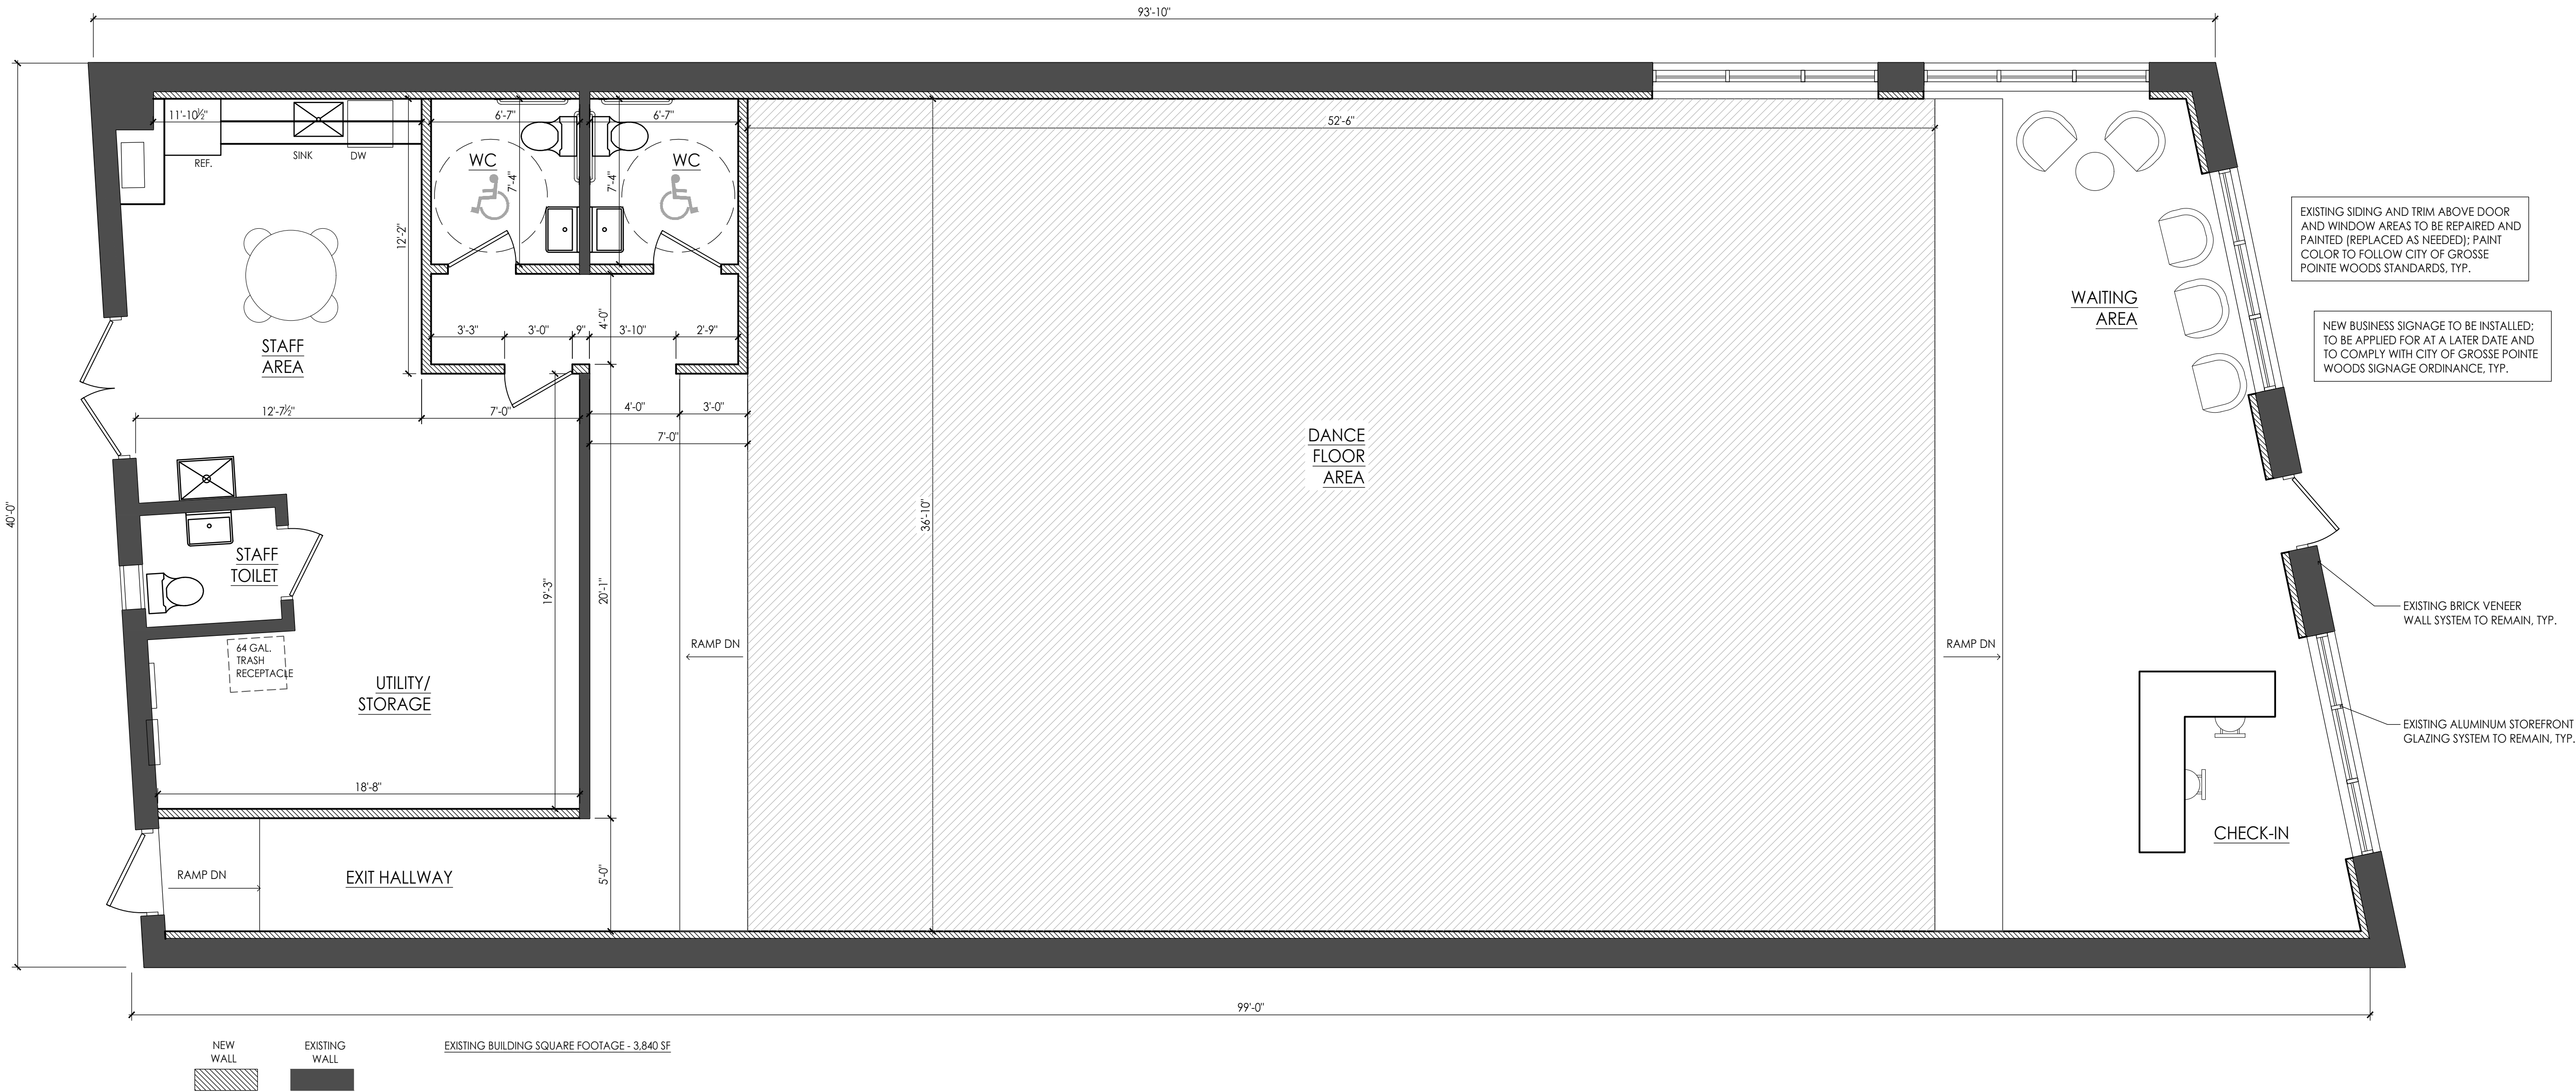 93'-10"
11'-10½"
6'-7"
6'-7"
52'-6"
REF.
SINK
DW
WC
WC
7'-4"
7'-4"
12'-2"
EXISTING SIDING AND TRIM ABOVE DOOR
AND WINDOW AREAS TO BE REPAIRED AND
PAINTED (REPLACED AS NEEDED); PAINT
COLOR TO FOLLOW CITY OF GROSSE
POINTE WOODS STANDARDS, TYP.
WAITING
AREA
NEW BUSINESS SIGNAGE TO BE INSTALLED;
TO BE APPLIED FOR AT A LATER DATE AND
TO COMPLY WITH CITY OF GROSSE POINTE
WOODS SIGNAGE ORDINANCE, TYP.
3'-3"
3'-0"
9"
4'-0"
3'-10"
2'-9"
STAFF
AREA
12'-7½"
7'-0"
4'-0"
3'-0"
7'-0"
DANCE
FLOOR
AREA
40'-0"
36'-10"
STAFF
TOILET
19'-3"
20'-1"
EXISTING BRICK VENEER
WALL SYSTEM TO REMAIN, TYP.
64 GAL.
TRASH
RECEPTACLE
RAMP DN
RAMP DN
UTILITY/
STORAGE
EXISTING ALUMINUM STOREFRONT
GLAZING SYSTEM TO REMAIN, TYP.
18'-8"
CHECK-IN
RAMP DN
EXIT HALLWAY
5'-0"
99'-0"
NEW
WALL
EXISTING
WALL
EXISTING BUILDING SQUARE FOOTAGE - 3,840 SF